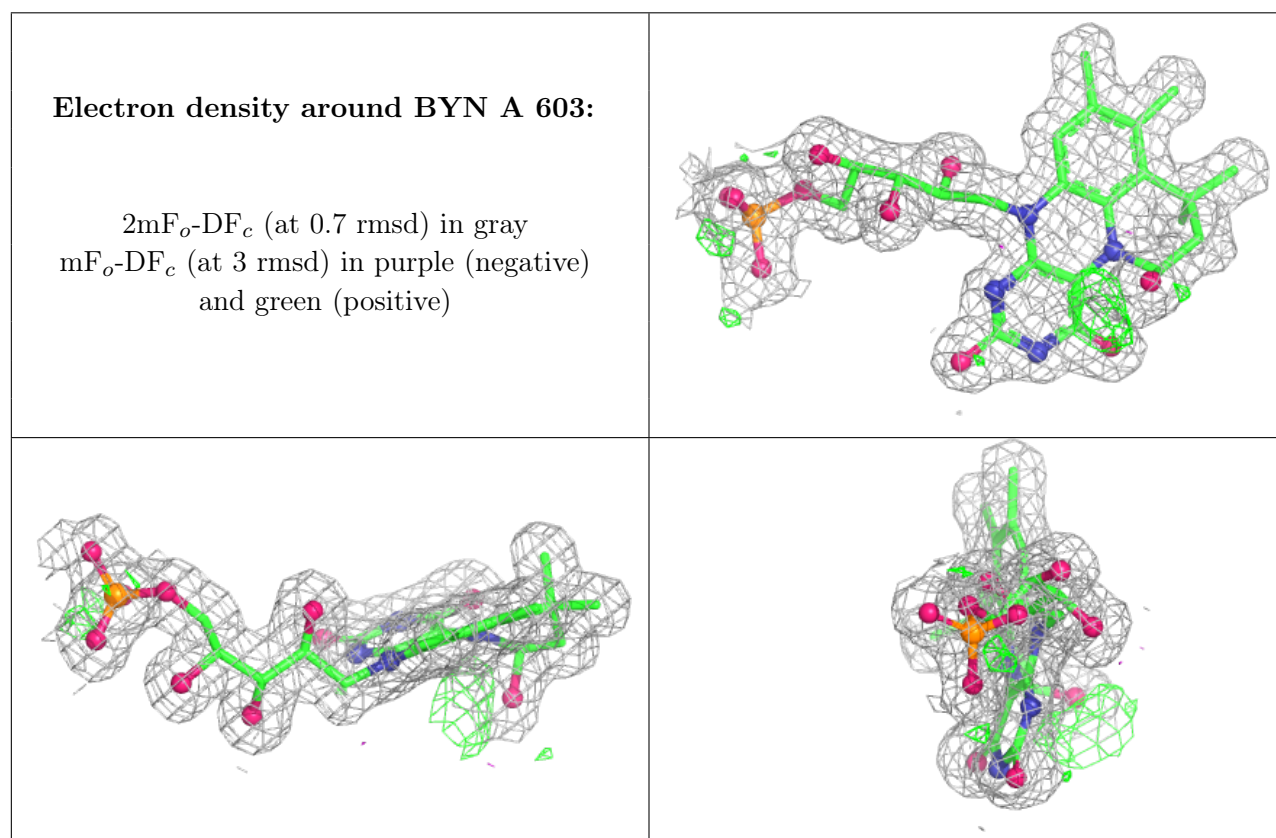 Electron density around BYN A 603:
2mFo-DFc (at 0.7 rmsd) in gray
mFo-DFc (at 3 rmsd) in purple (negative)
and green (positive)